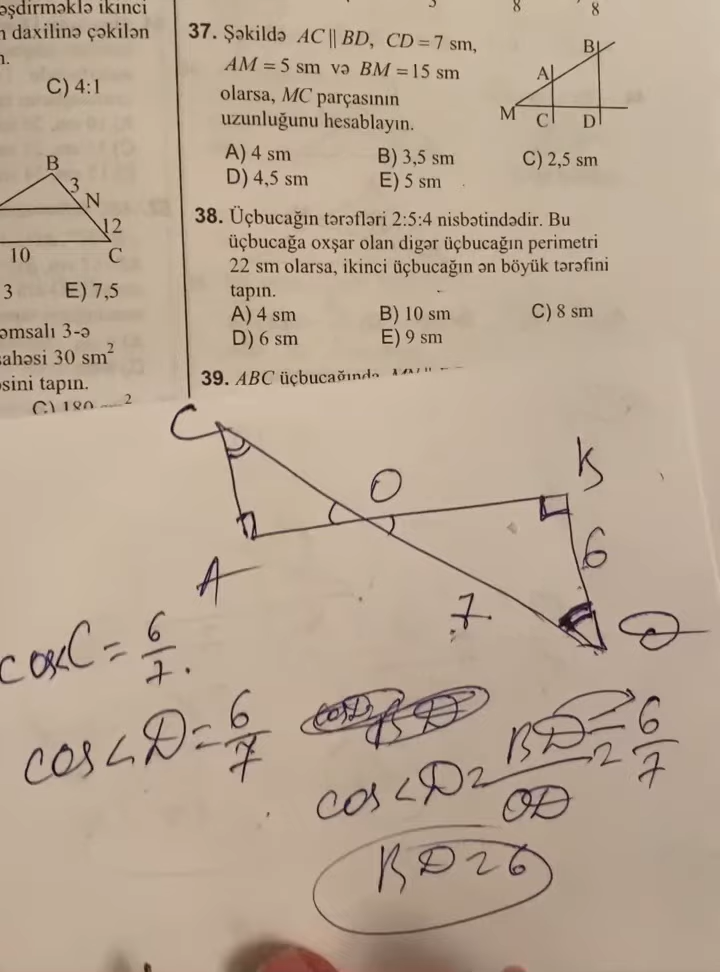 əşdirməklə ikinci
daxilinə çəkilən
C) 4:1
B
3
N
12
10
C
3 E) 7,5
əmsalı 3-ə
sahəsi 30 sm²
sini tapın.
8 8
37. Şəkildə AC || BD, CD = 7 sm,
AM = 5 sm və BM = 15 sm
olarsa, MC parçasının
uzunluğunu hesablayın.
A) 4 sm B) 3,5 sm C) 2,5 sm
D) 4,5 sm E) 5 sm
B
A
M C D
38. Üçbucağın tərəfləri 2:5:4 nisbətindədir. Bu
üçbucağa oxşar olan digər üçbucağın perimetri
22 sm olarsa, ikinci üçbucağın ən böyük tərəfini
tapın.
A) 4 sm B) 10 sm C) 8 sm
D) 6 sm E) 9 sm
39. ABC üçbucağında
C
O
B
A
6
7
D
cos C = 6/7.
cos<D = 6/7
cos<D = BD/OD = 6/7
BD = 6